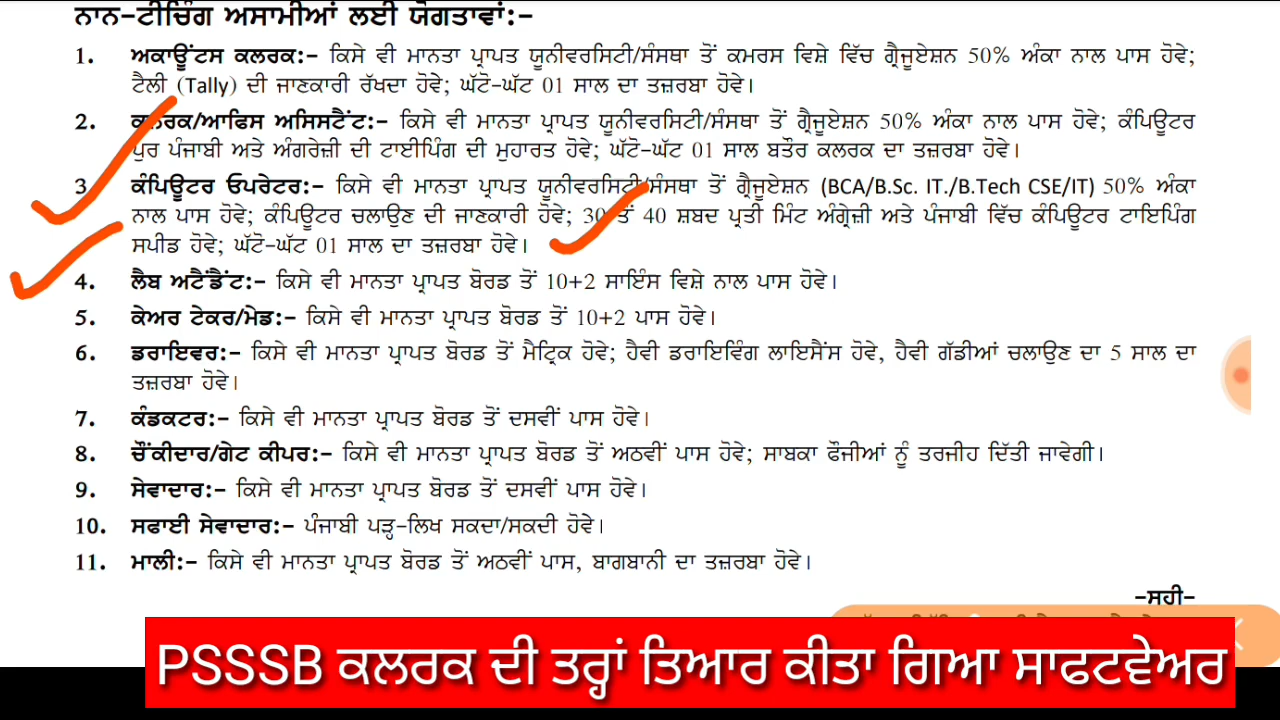 ਨਾਨ-ਟੀਚਿੰਗ ਅਸਾਮੀਆਂ ਲਈ ਯੋਗਤਾਵਾਂ:-
1. ਅਕਾਊਂਟਸ ਕਲਰਕ:- ਕਿਸੇ ਵੀ ਮਾਨਤਾ ਪ੍ਰਾਪਤ ਯੂਨੀਵਰਸਿਟੀ/ਸੰਸਥਾ ਤੋਂ ਕਮਰਸ ਵਿਸ਼ੇ ਵਿੱਚ ਗ੍ਰੈਜੂਏਸ਼ਨ 50% ਅੰਕਾ ਨਾਲ ਪਾਸ ਹੋਵੇ;
ਟੈਲੀ (Tally) ਦੀ ਜਾਣਕਾਰੀ ਰੱਖਦਾ ਹੋਵੇ; ਘੱਟੋ-ਘੱਟ 01 ਸਾਲ ਦਾ ਤਜ਼ਰਬਾ ਹੋਵੇ।
2. ਕਲਰਕ/ਆਫਿਸ ਅਸਿਸਟੈਂਟ:- ਕਿਸੇ ਵੀ ਮਾਨਤਾ ਪ੍ਰਾਪਤ ਯੂਨੀਵਰਸਿਟੀ/ਸੰਸਥਾ ਤੋਂ ਗ੍ਰੈਜੂਏਸ਼ਨ 50% ਅੰਕਾ ਨਾਲ ਪਾਸ ਹੋਵੇ; ਕੰਪਿਊਟਰ
ਪੁਰ ਪੰਜਾਬੀ ਅਤੇ ਅੰਗਰੇਜ਼ੀ ਦੀ ਟਾਈਪਿੰਗ ਦੀ ਮੁਹਾਰਤ ਹੋਵੇ; ਘੱਟੋ-ਘੱਟ 01 ਸਾਲ ਬਤੌਰ ਕਲਰਕ ਦਾ ਤਜ਼ਰਬਾ ਹੋਵੇ।
3 ਕੰਪਿਊਟਰ ਓਪਰੇਟਰ:- ਕਿਸੇ ਵੀ ਮਾਨਤਾ ਪ੍ਰਾਪਤ ਯੂਨੀਵਰਸਿਟੀ/ਸੰਸਥਾ ਤੋਂ ਗ੍ਰੈਜੂਏਸ਼ਨ (BCA/B.Sc. IT./B.Tech CSE/IT) 50% ਅੰਕਾ
ਨਾਲ ਪਾਸ ਹੋਵੇ; ਕੰਪਿਊਟਰ ਚਲਾਉਣ ਦੀ ਜਾਣਕਾਰੀ ਹੋਵੇ; 30 ਤੋਂ 40 ਸ਼ਬਦ ਪ੍ਰਤੀ ਮਿੰਟ ਅੰਗ੍ਰੇਜ਼ੀ ਅਤੇ ਪੰਜਾਬੀ ਵਿੱਚ ਕੰਪਿਊਟਰ ਟਾਇਪਿੰਗ
ਸਪੀਡ ਹੋਵੇ; ਘੱਟੋ-ਘੱਟ 01 ਸਾਲ ਦਾ ਤਜ਼ਰਬਾ ਹੋਵੇ।
4. ਲੈਬ ਅਟੈਂਡੈਂਟ:- ਕਿਸੇ ਵੀ ਮਾਨਤਾ ਪ੍ਰਾਪਤ ਬੋਰਡ ਤੋਂ 10+2 ਸਾਇੰਸ ਵਿਸ਼ੇ ਨਾਲ ਪਾਸ ਹੋਵੇ।
5. ਕੇਅਰ ਟੇਕਰ/ਮੇਡ:- ਕਿਸੇ ਵੀ ਮਾਨਤਾ ਪ੍ਰਾਪਤ ਬੋਰਡ ਤੋਂ 10+2 ਪਾਸ ਹੋਵੇ।
6. ਡਰਾਇਵਰ:- ਕਿਸੇ ਵੀ ਮਾਨਤਾ ਪ੍ਰਾਪਤ ਬੋਰਡ ਤੋਂ ਮੈਟ੍ਰਿਕ ਹੋਵੇ; ਹੈਵੀ ਡਰਾਇਵਿੰਗ ਲਾਇਸੈਂਸ ਹੋਵੇ, ਹੈਵੀ ਗੱਡੀਆਂ ਚਲਾਉਣ ਦਾ 5 ਸਾਲ ਦਾ
ਤਜ਼ਰਬਾ ਹੋਵੇ।
7. ਕੰਡਕਟਰ:- ਕਿਸੇ ਵੀ ਮਾਨਤਾ ਪ੍ਰਾਪਤ ਬੋਰਡ ਤੋਂ ਦਸਵੀਂ ਪਾਸ ਹੋਵੇ।
8. ਚੌਂਕੀਦਾਰ/ਗੇਟ ਕੀਪਰ:- ਕਿਸੇ ਵੀ ਮਾਨਤਾ ਪ੍ਰਾਪਤ ਬੋਰਡ ਤੋਂ ਅਠਵੀਂ ਪਾਸ ਹੋਵੇ; ਸਾਬਕਾ ਫੌਜੀਆਂ ਨੂੰ ਤਰਜੀਹ ਦਿੱਤੀ ਜਾਵੇਗੀ।
9. ਸੇਵਾਦਾਰ:- ਕਿਸੇ ਵੀ ਮਾਨਤਾ ਪ੍ਰਾਪਤ ਬੋਰਡ ਤੋਂ ਦਸਵੀਂ ਪਾਸ ਹੋਵੇ।
10. ਸਫਾਈ ਸੇਵਾਦਾਰ:- ਪੰਜਾਬੀ ਪੜ੍ਹ-ਲਿਖ ਸਕਦਾ/ਸਕਦੀ ਹੋਵੇ।
11. ਮਾਲੀ:- ਕਿਸੇ ਵੀ ਮਾਨਤਾ ਪ੍ਰਾਪਤ ਬੋਰਡ ਤੋਂ ਅਠਵੀਂ ਪਾਸ, ਬਾਗਬਾਨੀ ਦਾ ਤਜ਼ਰਬਾ ਹੋਵੇ।
-ਸਹੀ-
PSSSB ਕਲਰਕ ਦੀ ਤਰ੍ਹਾਂ ਤਿਆਰ ਕੀਤਾ ਗਿਆ ਸਾਫਟਵੇਅਰ